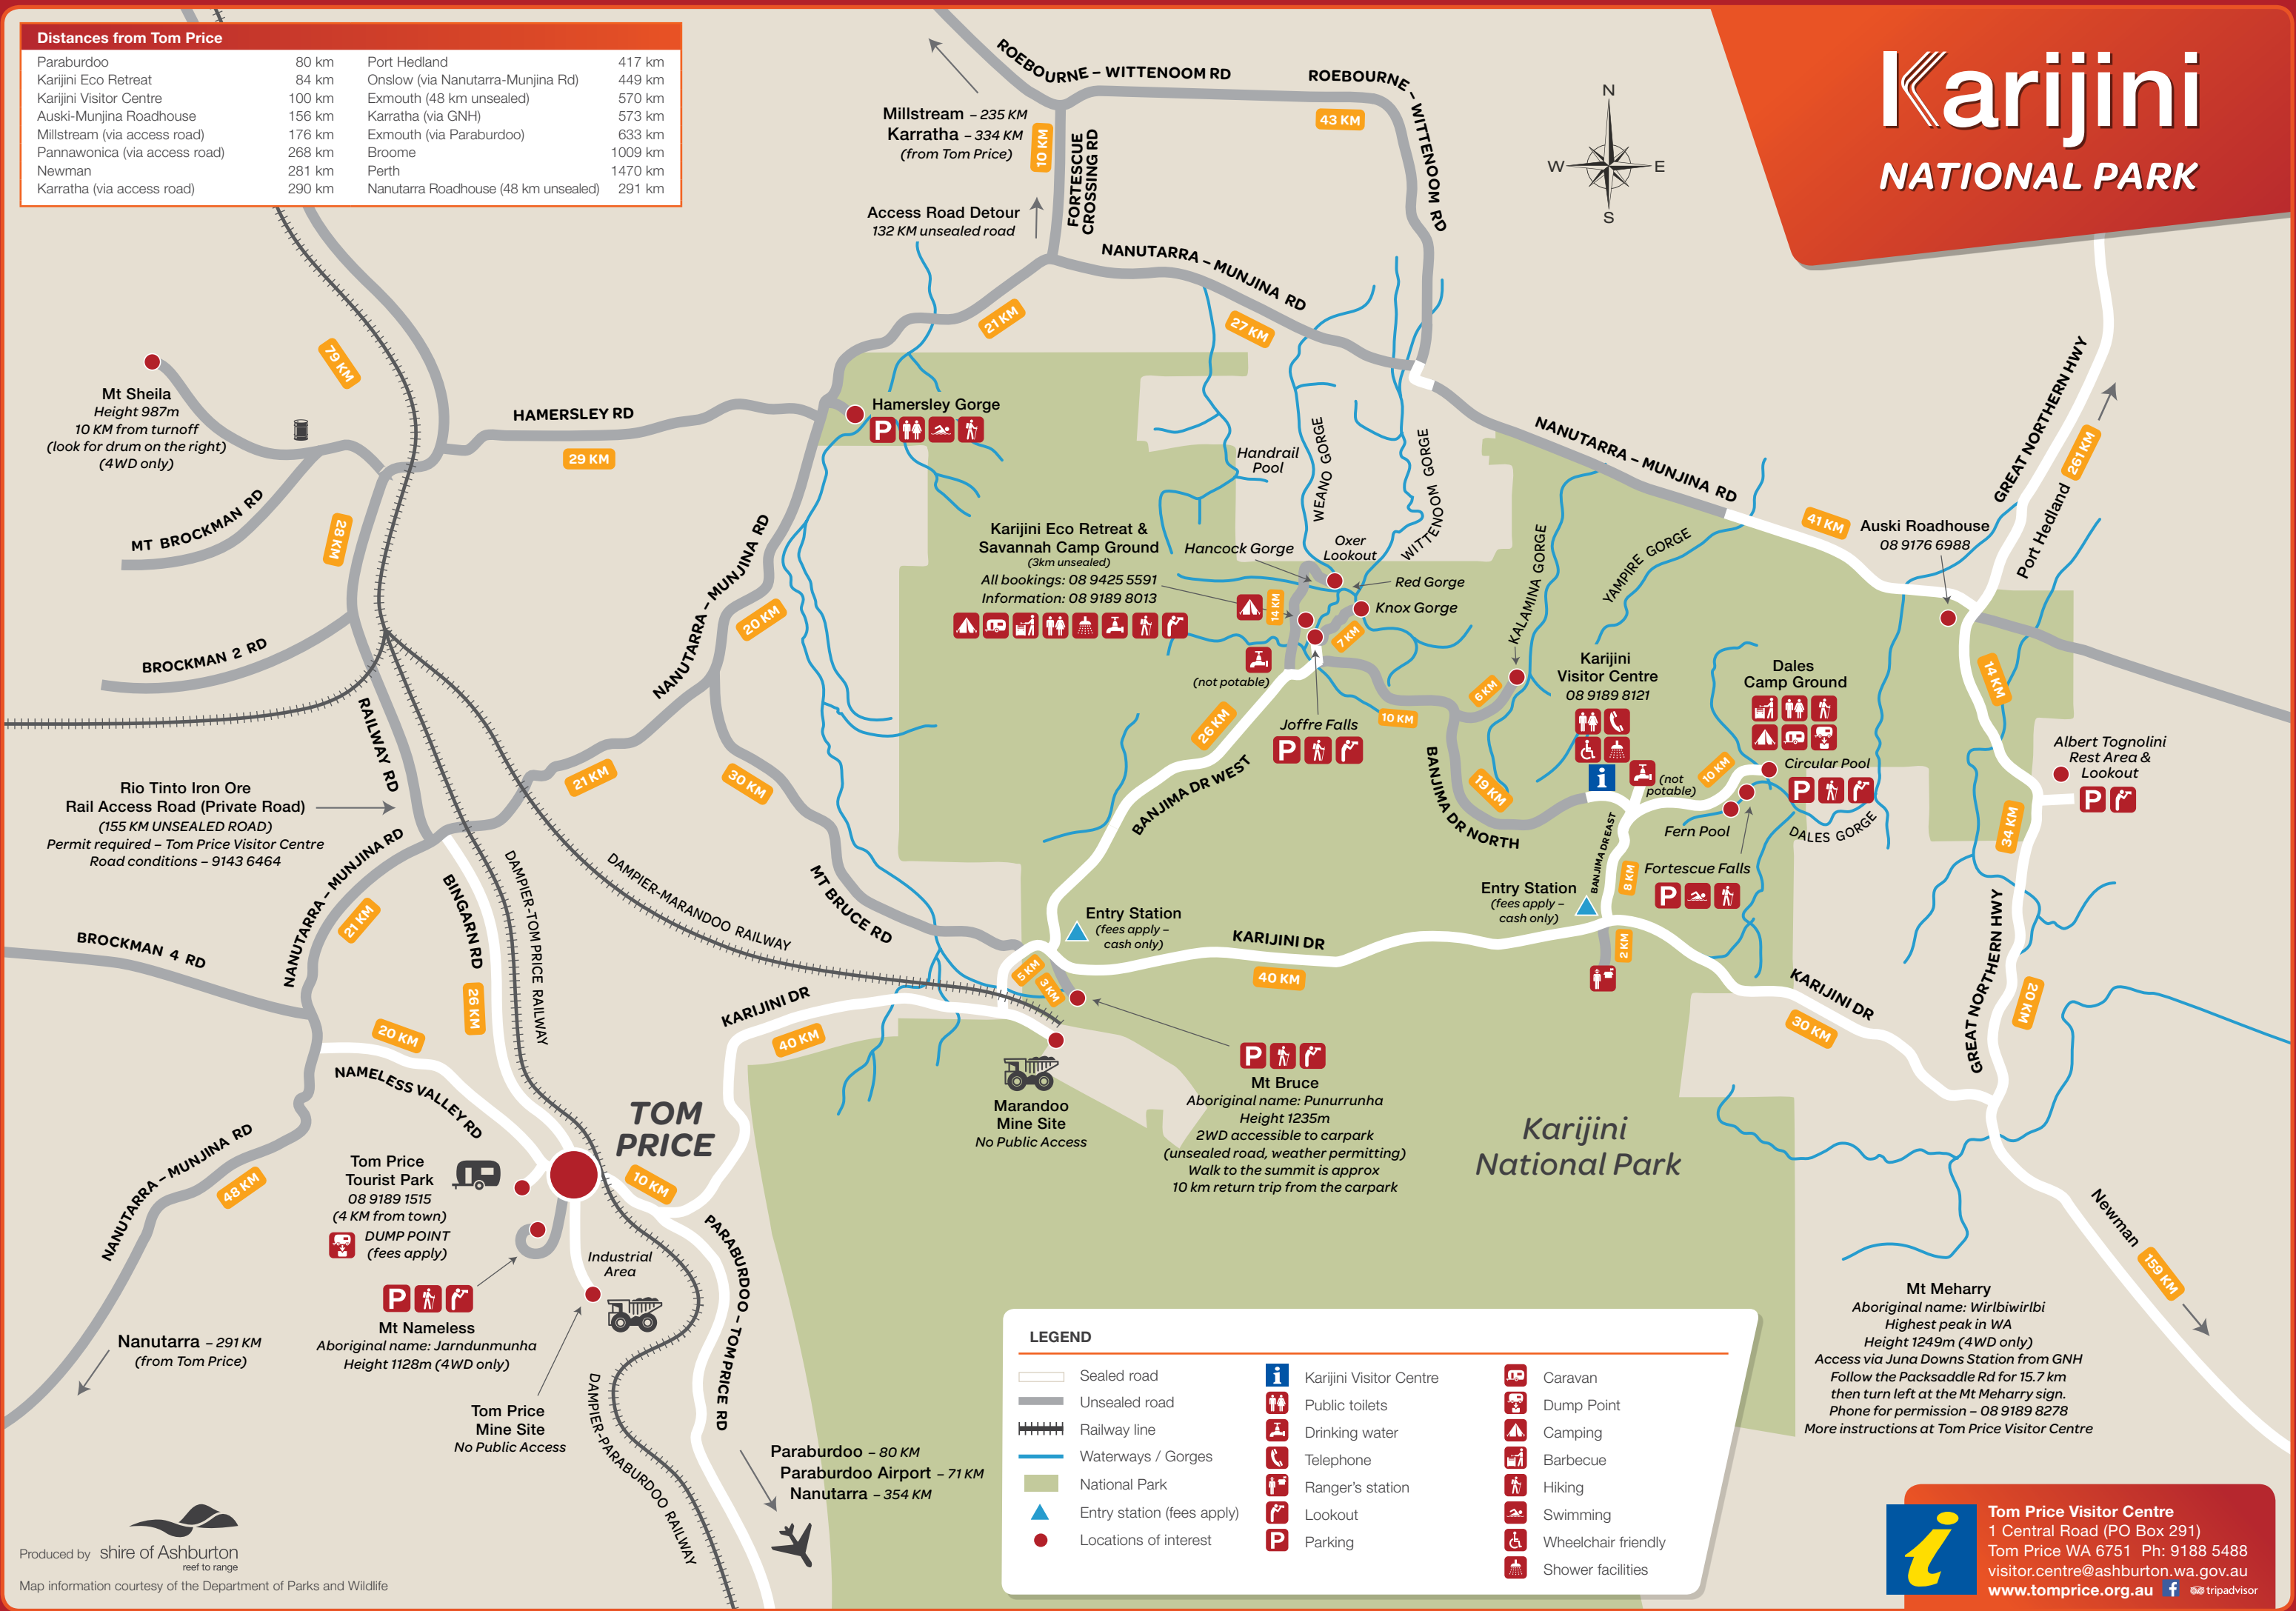 Distances from Tom Price
Paraburdoo 80 km
Karijini Eco Retreat 84 km
Karijini Visitor Centre 100 km
Auski-Munjina Roadhouse 156 km
Millstream (via access road) 176 km
Pannawonica (via access road) 268 km
Newman 281 km
Karratha (via access road) 290 km
Port Hedland 417 km
Onslow (via Nanutarra-Munjina Rd) 449 km
Exmouth (48 km unsealed) 570 km
Karratha (via GNH) 573 km
Exmouth (via Paraburdoo) 633 km
Broome 1009 km
Perth 1470 km
Nanutarra Roadhouse (48 km unsealed) 291 km
Karijini
NATIONAL PARK
N
W
E
S
ROEBOURNE – WITTENOOM RD
ROEBOURNE – WITTENOOM RD
43 KM
Millstream – 235 KM
Karratha – 334 KM
(from Tom Price)
10 KM
FORTESCUE
CROSSING RD
Access Road Detour
132 KM unsealed road
NANUTARRA – MUNJINA RD
21 KM
27 KM
79 KM
Mt Sheila
Height 987m
10 KM from turnoff
(look for drum on the right)
(4WD only)
HAMERSLEY RD
29 KM
Hamersley Gorge
P
MT BROCKMAN RD
28 KM
BROCKMAN 2 RD
NANUTARRA – MUNJINA RD
20 KM
Handrail
Pool
WEANO GORGE
WITTENOOM GORGE
Karijini Eco Retreat &
Savannah Camp Ground
(3km unsealed)
All bookings: 08 9425 5591
Information: 08 9189 8013
Hancock Gorge
Oxer
Lookout
Red Gorge
Knox Gorge
14 KM
7 KM
(not potable)
Joffre Falls
P
KALAMINA GORGE
6 KM
10 KM
NANUTARRA – MUNJINA RD
YAMPIRE GORGE
41 KM
Auski Roadhouse
08 9176 6988
GREAT NORTHERN HWY
Port Hedland
261 KM
Karijini
Visitor Centre
08 9189 8121
i
(not
potable)
Dales
Camp Ground
10 KM
Circular Pool
P
Fern Pool
DALES GORGE
Fortescue Falls
P
14 KM
Albert Tognolini
Rest Area &
Lookout
P
34 KM
RAILWAY RD
Rio Tinto Iron Ore
Rail Access Road (Private Road)
(155 KM UNSEALED ROAD)
Permit required – Tom Price Visitor Centre
Road conditions – 9143 6464
21 KM
30 KM
26 KM
BANJIMA DR WEST
BANJIMA DR NORTH
19 KM
BANJIMA DR EAST
8 KM
Entry Station
(fees apply –
cash only)
Entry Station
(fees apply –
cash only)
NANUTARRA – MUNJINA RD
21 KM
BINGARN RD
26 KM
DAMPIER-TOM PRICE RAILWAY
DAMPIER-MARANDOO RAILWAY
MT BRUCE RD
BROCKMAN 4 RD
KARIJINI DR
40 KM
5 KM
3 KM
KARIJINI DR
40 KM
2 KM
KARIJINI DR
30 KM
GREAT NORTHERN HWY
20 KM
20 KM
NAMELESS VALLEY RD
TOM
PRICE
Marandoo
Mine Site
No Public Access
P
Mt Bruce
Aboriginal name: Punurrunha
Height 1235m
2WD accessible to carpark
(unsealed road, weather permitting)
Walk to the summit is approx
10 km return trip from the carpark
Karijini
National Park
NANUTARRA – MUNJINA RD
48 KM
Tom Price
Tourist Park
08 9189 1515
(4 KM from town)
DUMP POINT
(fees apply)
10 KM
Industrial
Area
P
Mt Nameless
Aboriginal name: Jarndunmunha
Height 1128m (4WD only)
Nanutarra – 291 KM
(from Tom Price)
Tom Price
Mine Site
No Public Access
PARABURDOO – TOM PRICE RD
DAMPIER-PARABURDOO RAILWAY
Paraburdoo – 80 KM
Paraburdoo Airport – 71 KM
Nanutarra – 354 KM
Newman
159 KM
Mt Meharry
Aboriginal name: Wirlbiwirlbi
Highest peak in WA
Height 1249m (4WD only)
Access via Juna Downs Station from GNH
Follow the Packsaddle Rd for 15.7 km
then turn left at the Mt Meharry sign.
Phone for permission – 08 9189 8278
More instructions at Tom Price Visitor Centre
LEGEND
Sealed road
Unsealed road
Railway line
Waterways / Gorges
National Park
Entry station (fees apply)
Locations of interest
i Karijini Visitor Centre
Public toilets
Drinking water
Telephone
Ranger's station
Lookout
P Parking
Caravan
Dump Point
Camping
Barbecue
Hiking
Swimming
Wheelchair friendly
Shower facilities
Produced by shire of Ashburton
reef to range
Map information courtesy of the Department of Parks and Wildlife
i
Tom Price Visitor Centre
1 Central Road (PO Box 291)
Tom Price WA 6751 Ph: 9188 5488
visitor.centre@ashburton.wa.gov.au
www.tomprice.org.au f tripadvisor